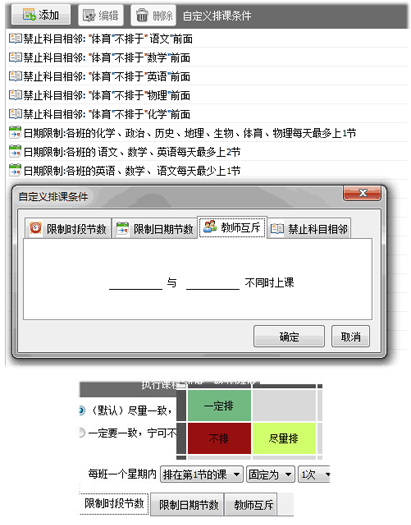 添加 编辑 删除 自定义排课条件
禁止科目相邻: "体育"不排于" 语文"前面
禁止科目相邻: "体育"不排于"数学"前面
禁止科目相邻: "体育"不排于"英语"前面
禁止科目相邻: "体育"不排于"物理"前面
禁止科目相邻: "体育"不排于"化学"前面
日期限制:各班的化学、政治、历史、地理、生物、体育、物理每天最多上1节
日期限制:各班的 语文、数学、英语每天最多上2节
日期限制:各班的英语、数学、 语文每天最少上1节
自定义排课条件
限制时段节数 限制日期节数 教师互斥 禁止科目相邻
________ 与 ________ 不同时上课
确定 取消
(默认) 尽量一致, 一定排
一定要一致,宁可不 不排 尽量排
每班一个星期内 排在第1节的课 固定为 1次
限制时段节数 限制日期节数 教师互斥